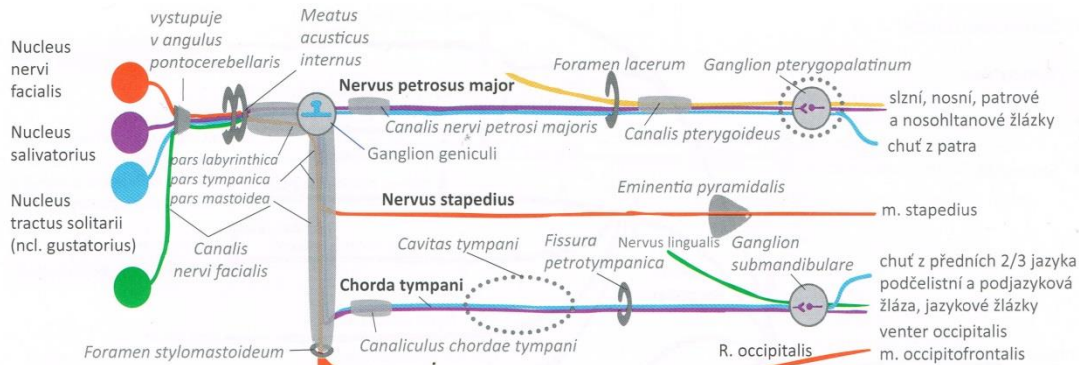 vystupuje
v angulus
pontocerebellaris
Meatus
acusticus
internus
Nucleus
nervi
facialis
Nucleus
salivatorius
Nucleus
tractus solitarii
(ncl. gustatorius)
Nervus petrosus major
Foramen lacerum
Ganglion pterygopalatinum
Canalis nervi petrosi majoris
Canalis pterygoideus
Ganglion geniculi
slzní, nosní, patrové
a nosohltanové žlázky
chuť z patra
pars labyrinthica
pars tympanica
pars mastoidea
Canalis
nervi facialis
Nervus stapedius
Eminentia pyramidalis
m. stapedius
Cavitas tympani
Fissura
petrotympanica
Nervus lingualis
Ganglion
submandibulare
Chorda tympani
Canaliculus chordae tympani
chuť z předních 2/3 jazyka
podčelistní a podjazyková
žláza, jazykové žlázky
Foramen stylomastoideum
R. occipitalis
venter occipitalis
m. occipitofrontalis